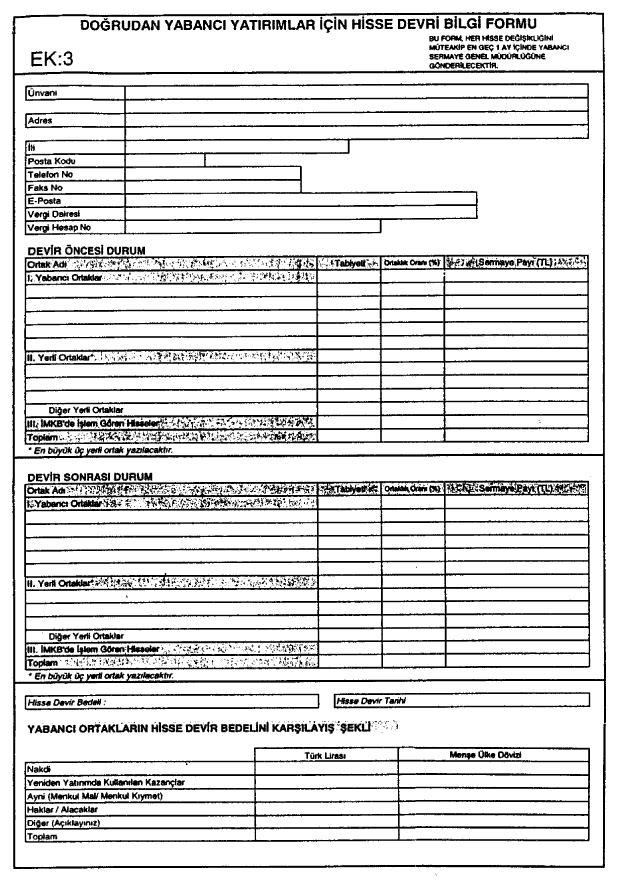 DOĞRUDAN YABANCI YATIRIMLAR İÇİN HİSSE DEVRİ BİLGİ FORMU
EK:3
BU FORM, HER HİSSE DEĞİŞİKLİĞİNİ
MÜTEAKİP EN GEÇ 1 AY İÇİNDE YABANCI
SERMAYE GENEL MÜDÜRLÜĞÜNE
GÖNDERİLECEKTİR.
Ünvanı
Adres
İli
Posta Kodu
Telefon No
Faks No
E-Posta
Vergi Dairesi
Vergi Hesap No
DEVİR ÖNCESİ DURUM
Ortak Adı Tabiyeti Ortaklık Oranı (%) Sermaye Payı (TL)
I. Yabancı Ortaklar
II. Yerli Ortaklar*
Diğer Yerli Ortaklar
III. İMKB'de İşlem Gören Hisseler
Toplam
* En büyük üç yerli ortak yazılacaktır.
DEVİR SONRASI DURUM
Ortak Adı Tabiyeti Ortaklık Oranı (%) Sermaye Payı (TL)
I. Yabancı Ortaklar
II. Yerli Ortaklar*
Diğer Yerli Ortaklar
III. İMKB'de İşlem Gören Hisseler
Toplam
* En büyük üç yerli ortak yazılacaktır.
Hisse Devir Bedeli : Hisse Devir Tarihi
YABANCI ORTAKLARIN HİSSE DEVİR BEDELİNİ KARŞILAYIŞ ŞEKLİ
Türk Lirası Menşe Ülke Dövizi
Nakdi
Yeniden Yatırımda Kullanılan Kazançlar
Ayni (Menkul Mal/ Menkul Kıymet)
Haklar / Alacaklar
Diğer (Açıklayınız)
Toplam